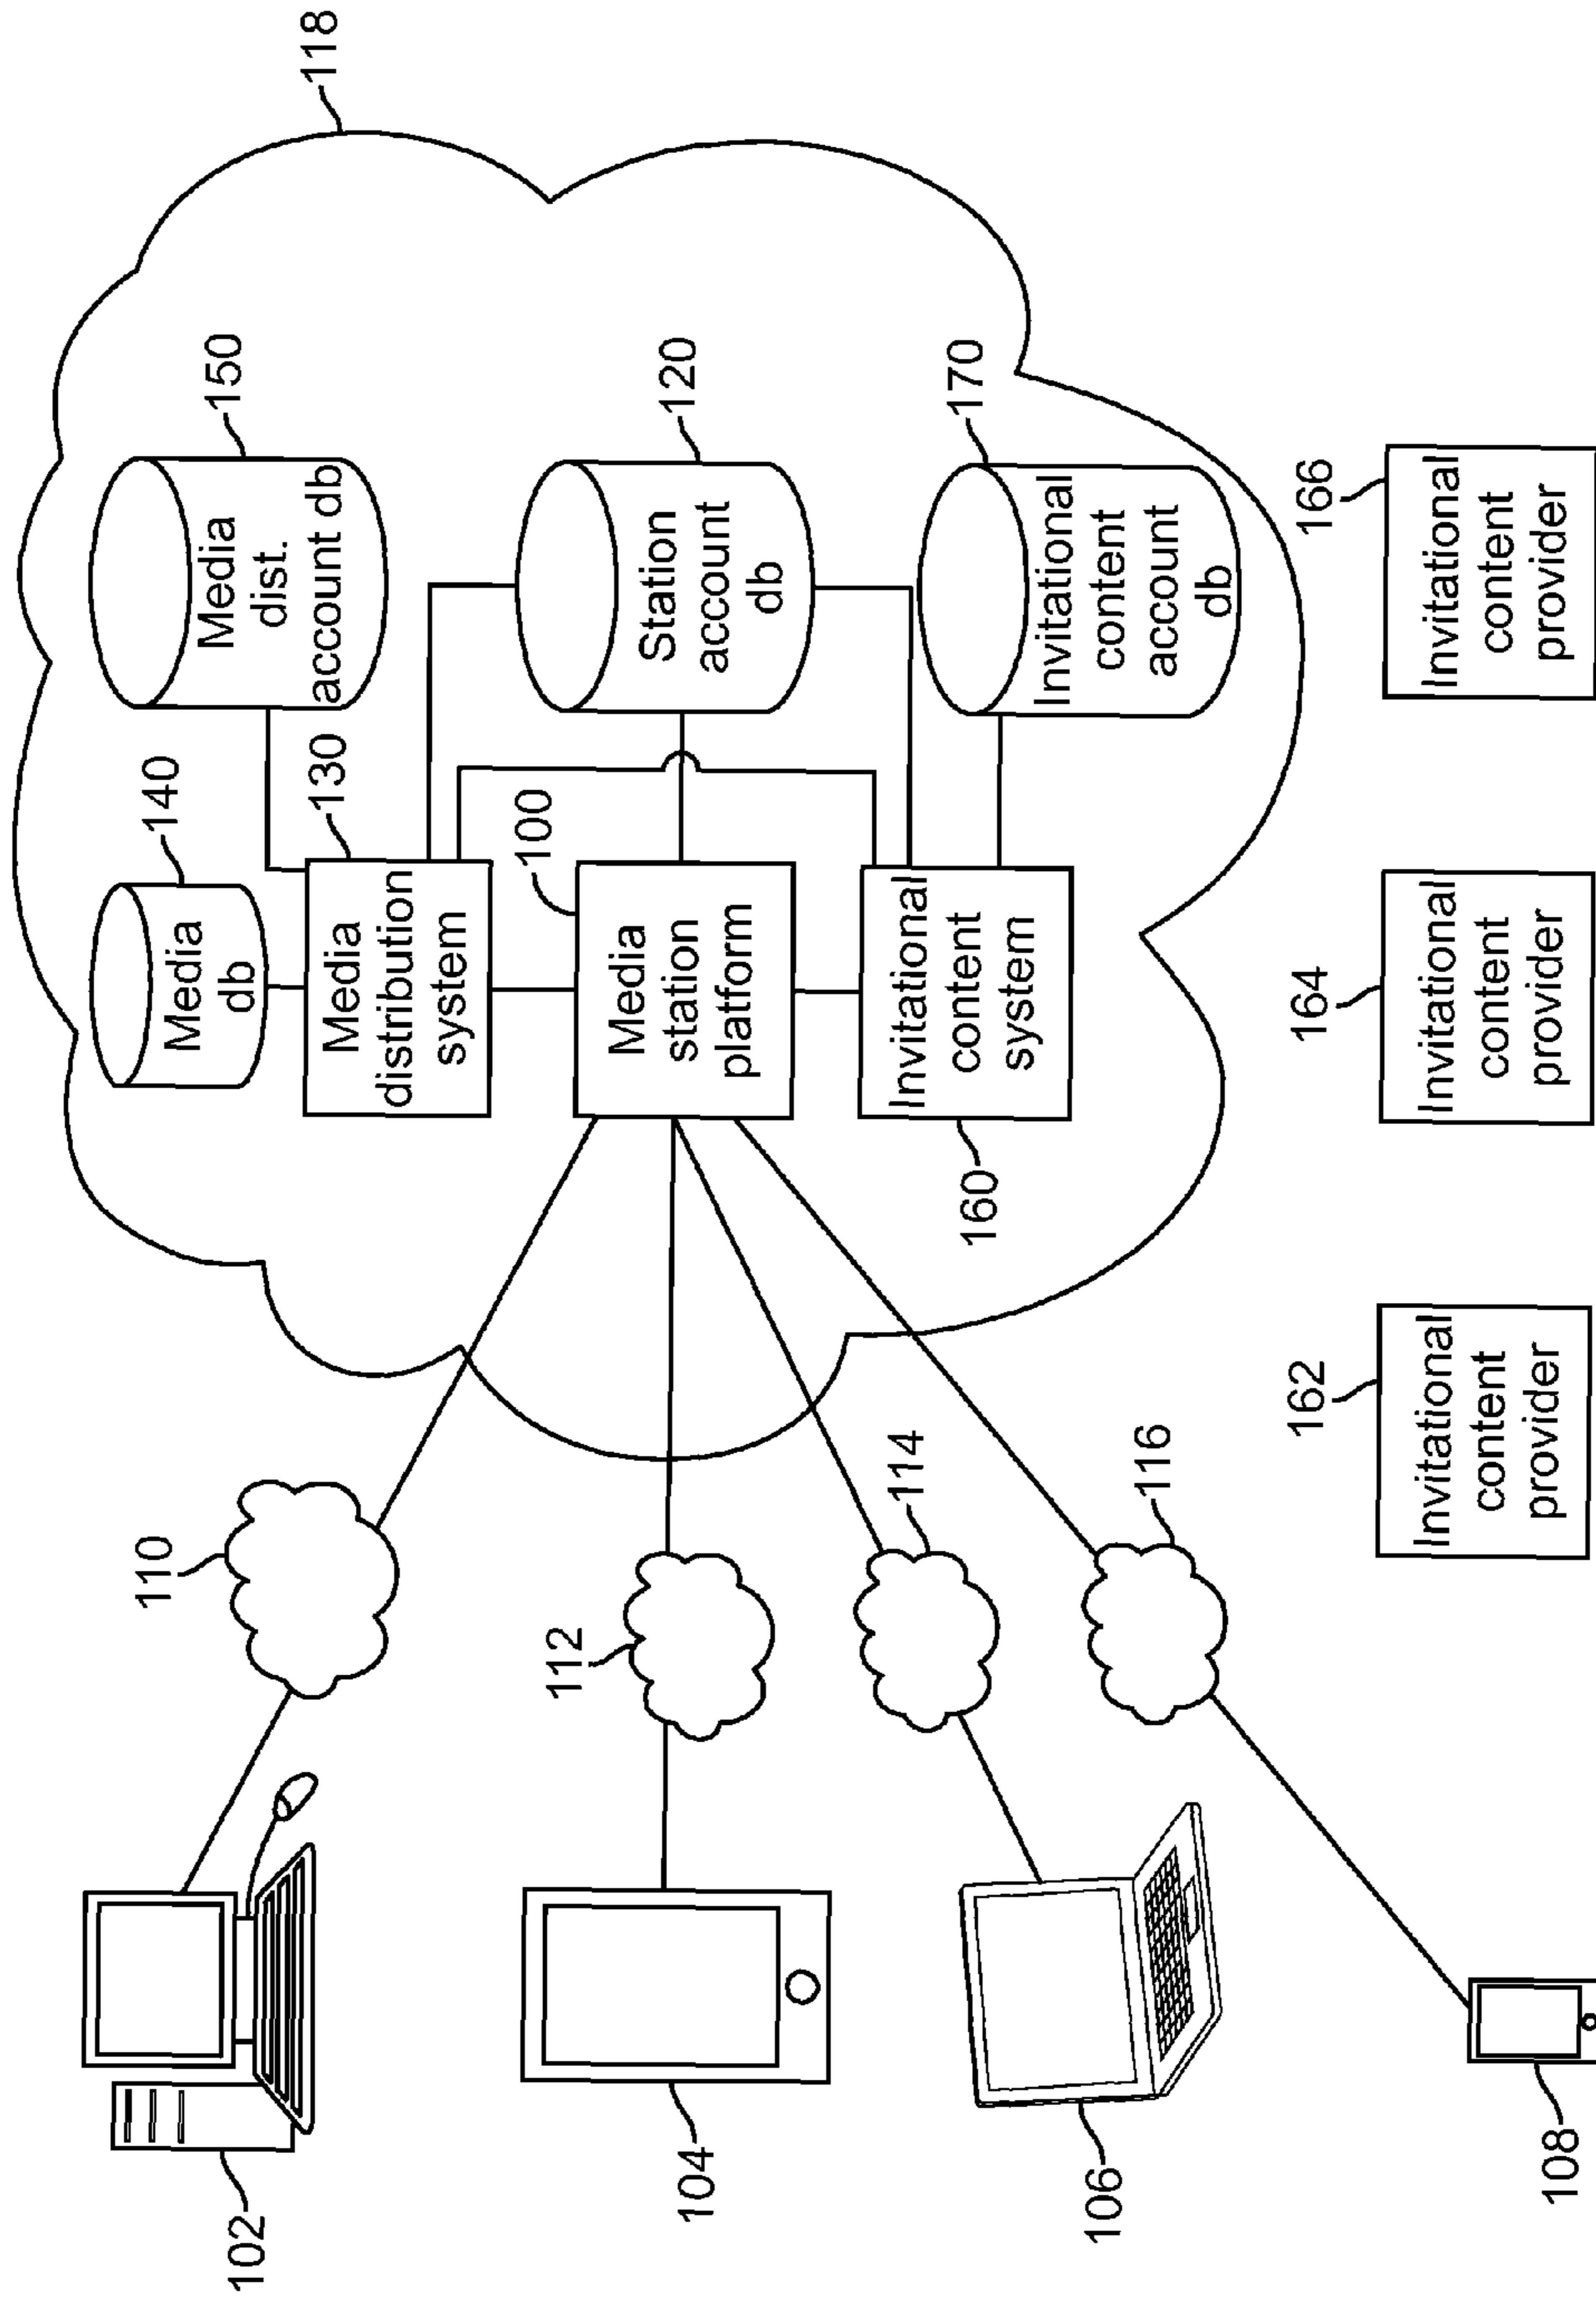 102
104
106
108
110
112
114
116
118
140
Media
db
150
Media
dist.
account db
130
Media
distribution
system
100
Media
station
platform
120
Station
account
db
160
Invitational
content
system
170
Invitational
content
account
db
162
Invitational
content
provider
164
Invitational
content
provider
166
Invitational
content
provider